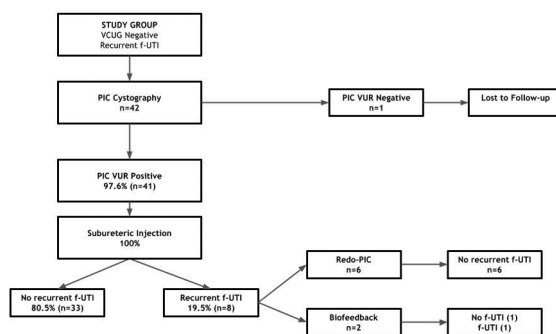 STUDY GROUP
VCUG Negative
Recurrent f-UTI
PIC Cystography
n=42
PIC VUR Negative
n=1
Lost to Follow-up
PIC VUR Positive
97.6% (n=41)
Subureteric Injection
100%
No recurrent f-UTI
80.5% (n=33)
Recurrent f-UTI
19.5% (n=8)
Redo-PIC
n=6
No recurrent f-UTI
n=6
Biofeedback
n=2
No f-UTI (1)
f-UTI (1)